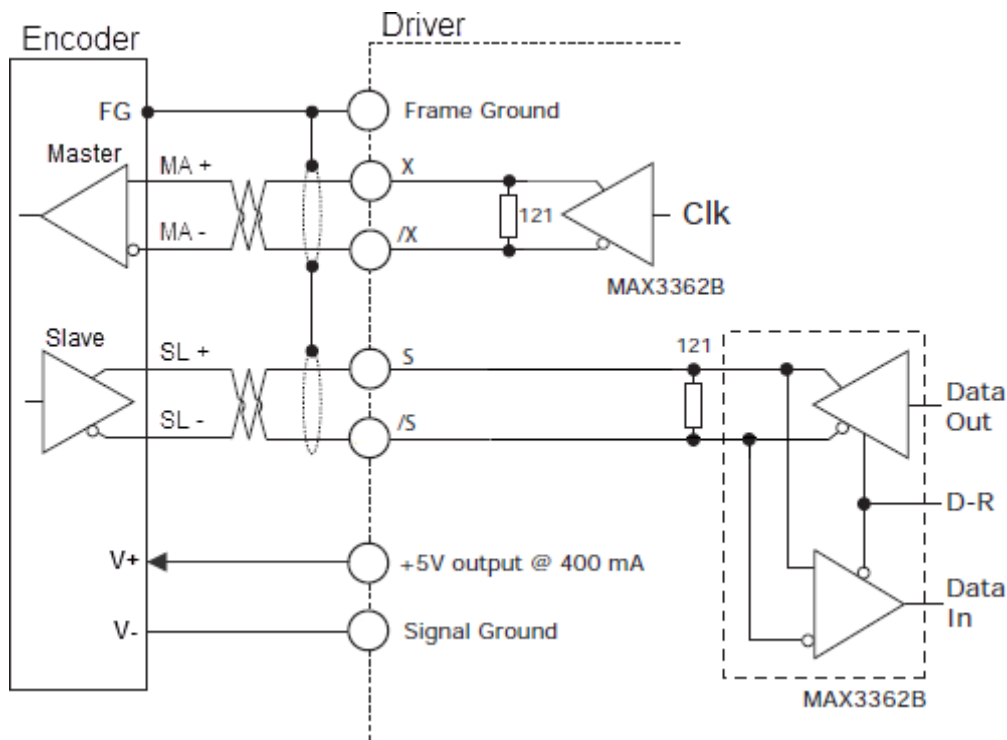 Encoder
Driver
FG
Frame Ground
Master
MA +
X
121
Clk
MA -
/X
MAX3362B
Slave
SL +
S
121
Data
Out
SL -
/S
D-R
V+
+5V output @ 400 mA
Data
In
V-
Signal Ground
MAX3362B